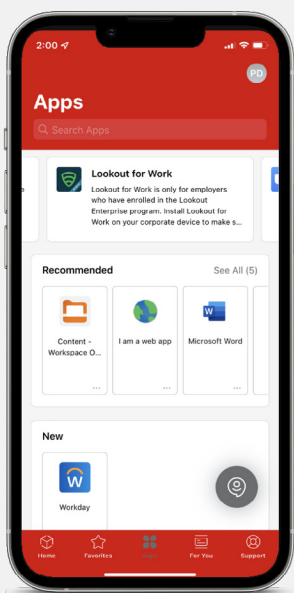 2:00
PD
Apps
Search Apps
Lookout for Work
Lookout for Work is only for employers
who have enrolled in the Lookout
Enterprise program. Install Lookout for
Work on your corporate device to make s...
Recommended
See All (5)
Content -
Workspace O...
I am a web app
Microsoft Word
New
Workday
Home
Favorites
Apps
For You
Support